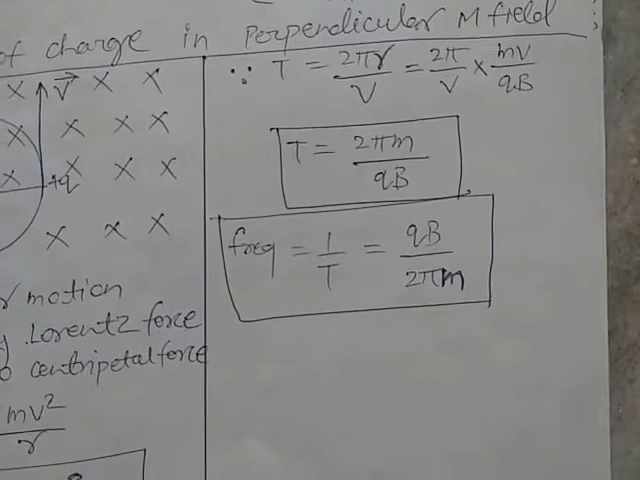 of charge in perpendicular M field
× V⃗ × ×
× × × ×
× × × ×
+q
× × ×
motion
Lorentz force
centripetal force
mv²/r
∵ T = 2πr/V = 2π/V × mv/qB
T = 2πm/qB
freq = 1/T = qB/2πm